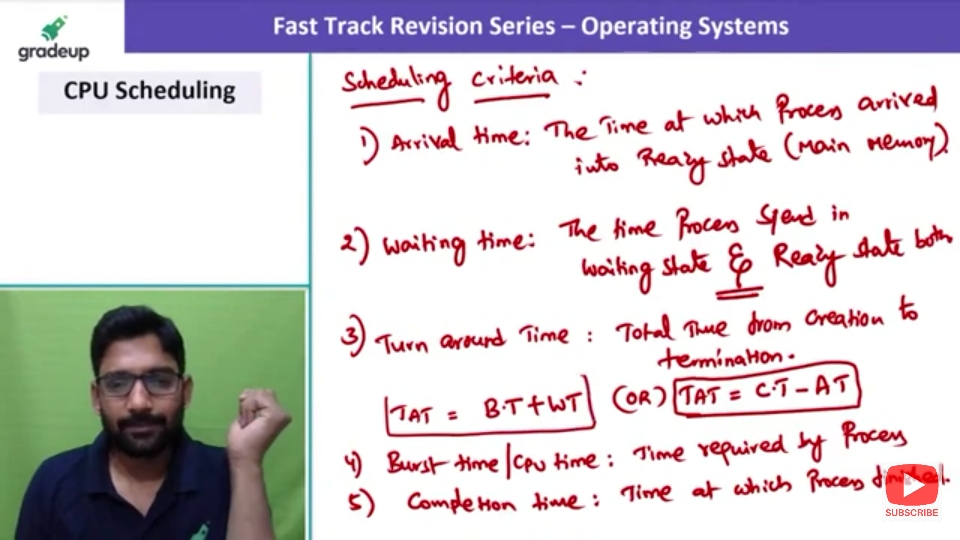 gradeup
Fast Track Revision Series – Operating Systems
CPU Scheduling
Scheduling Criteria :
1) Arrival time: The Time at which Process arrived
into Ready state (Main Memory).
2) Waiting time: The time Process Spend in
Waiting state & Ready state both
3) Turn around Time : Total Time from Creation to
termination.
TAT = B.T + WT (OR) TAT = C.T - AT
4) Burst time | CPU time : Time required by Process
5) Completion time : Time at which Process finished.
SUBSCRIBE